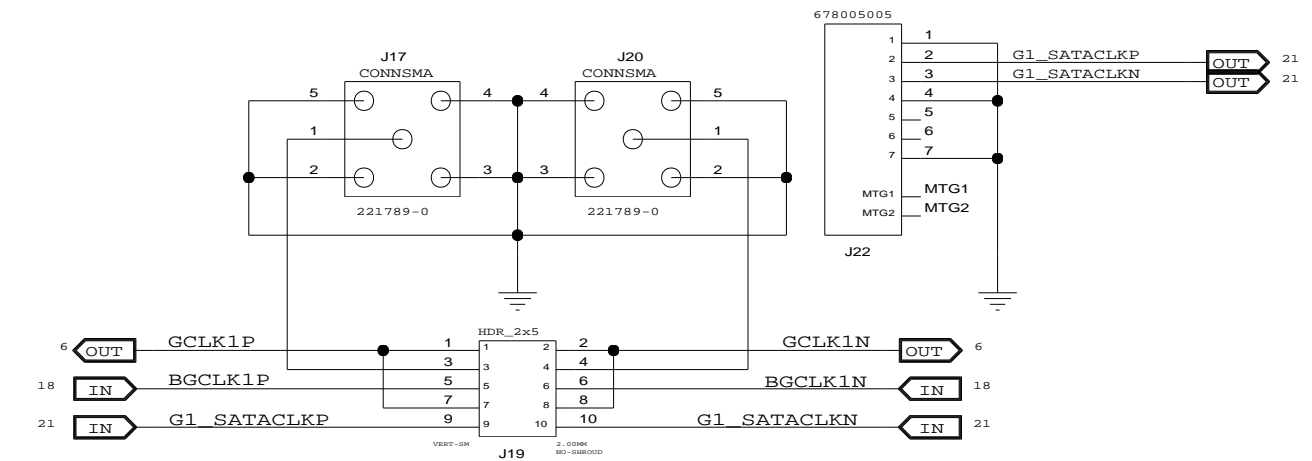 678005005
J17
CONNSMA
J20
CONNSMA
1 1
2 2 G1_SATACLKP OUT 21
3 3 G1_SATACLKN OUT 21
5 4 4 5 4 4
5 5
1 1 6 6
7 7
2 3 3 2
MTG1 MTG1
MTG2 MTG2
221789-0 221789-0
J22
HDR_2x5
6 OUT GCLK1P 1 1 2 2 GCLK1N OUT 6
3 3 4 4
18 IN BGCLK1P 5 5 6 6 BGCLK1N IN 18
7 7 8 8
21 IN G1_SATACLKP 9 9 10 10 G1_SATACLKN IN 21
VERT-SM 2.00MM
NO-SHROUD
J19